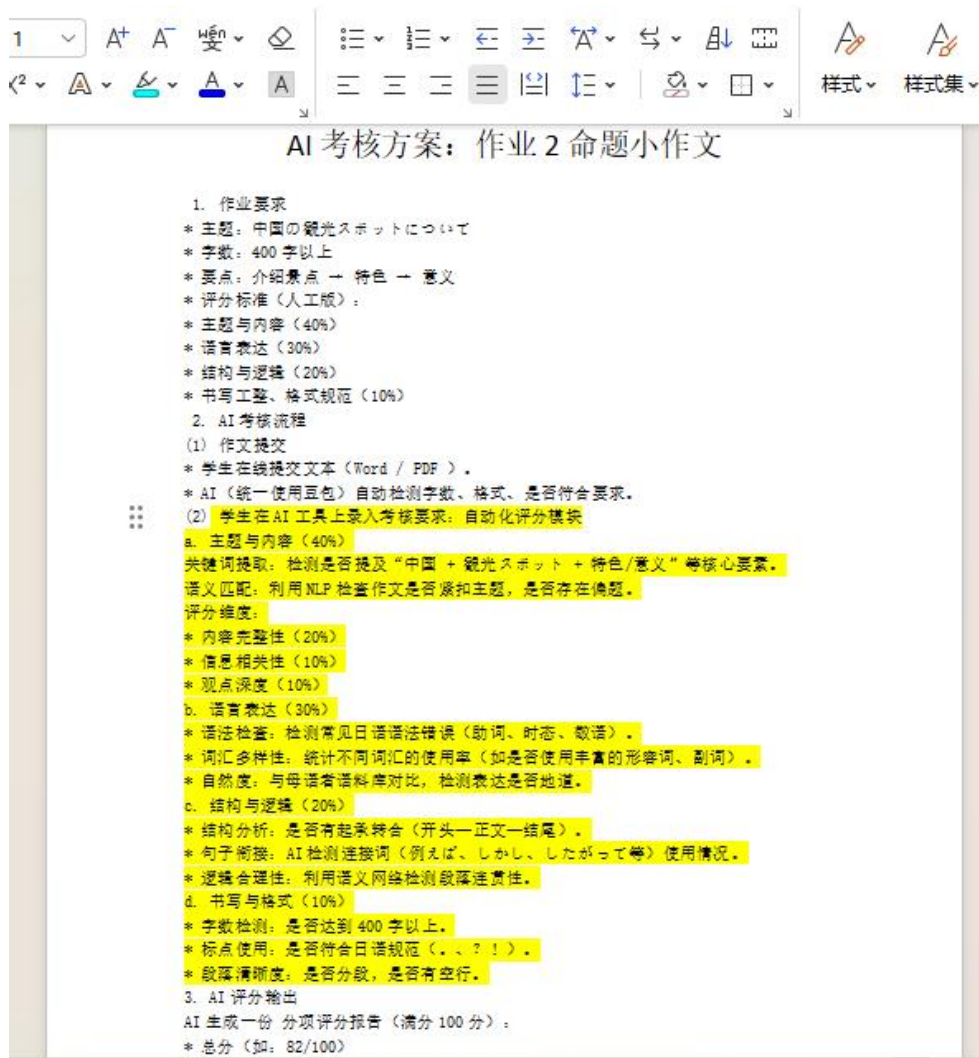 1
wén
样式
样式集
AI 考核方案：作业 2 命题小作文
1. 作业要求
* 主题：中国の観光スポットについて
* 字数：400 字以上
* 要点：介绍景点 → 特色 → 意义
* 评分标准（人工版）：
* 主题与内容（40%）
* 语言表达（30%）
* 结构与逻辑（20%）
* 书写工整、格式规范（10%）
2. AI 考核流程
(1) 作文提交
* 学生在线提交文本（Word / PDF ）.
* AI（统一使用豆包）自动检测字数、格式、是否符合要求.
(2) 学生在 AI 工具上录入考核要求：自动化评分模块
a. 主题与内容（40%）
关键词提取：检测是否提及“中国 + 観光スポット + 特色/意义”等核心要素.
语义匹配：利用 NLP 检查作文是否紧扣主题，是否存在偏题.
评分维度：
* 内容完整性（20%）
* 信息相关性（10%）
* 观点深度（10%）
b. 语言表达（30%）
* 语法检查：检测常见日语语法错误（助词、时态、敬语）.
* 词汇多样性：统计不同词汇的使用率（如是否使用丰富的形容词、副词）.
* 自然度：与母语者语料库对比，检测表达是否地道.
c. 结构与逻辑（20%）
* 结构分析：是否有起承转合（开头—正文—结尾）.
* 句子衔接：AI 检测连接词（例えば、しかし、したがって等）使用情况.
* 逻辑合理性：利用语义网络检测段落连贯性.
d. 书写与格式（10%）
* 字数检测：是否达到 400 字以上.
* 标点使用：是否符合日语规范（。、？！）.
* 段落清晰度：是否分段，是否有空行.
3. AI 评分输出
AI 生成一份 分项评分报告（满分 100 分）：
* 总分（如：82/100）